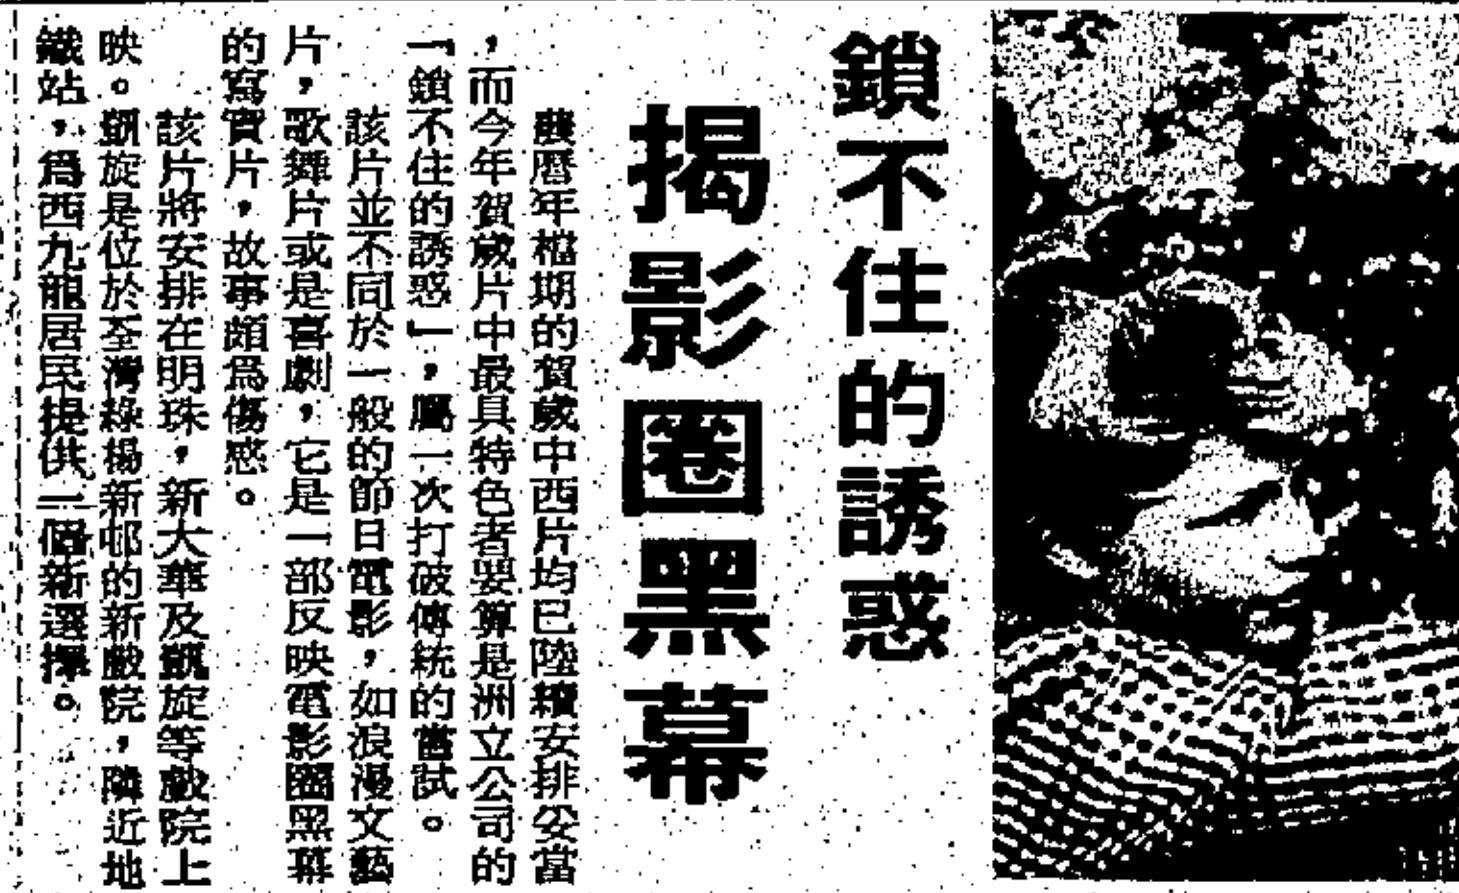 鎖不住的誘惑
揭影圈黑幕
農曆年檔期的賀歲中西片均已陸續安排妥當
，而今年賀歲片中最具特色者要算是洲立公司的
「鎖不住的誘惑」，屬一次打破傳統的嘗試。
該片並不同於一般的節日電影，如浪漫文藝
片，歌舞片或是喜劇，它是一部反映電影圈黑幕
的寫實片，故事頗爲傷感。
該片將安排在明珠，新大華及凱旋等戲院上
映。凱旋是位於荃灣綠楊新邨的新戲院，隣近地
鐵站，爲西九龍居民提供一個新選擇。